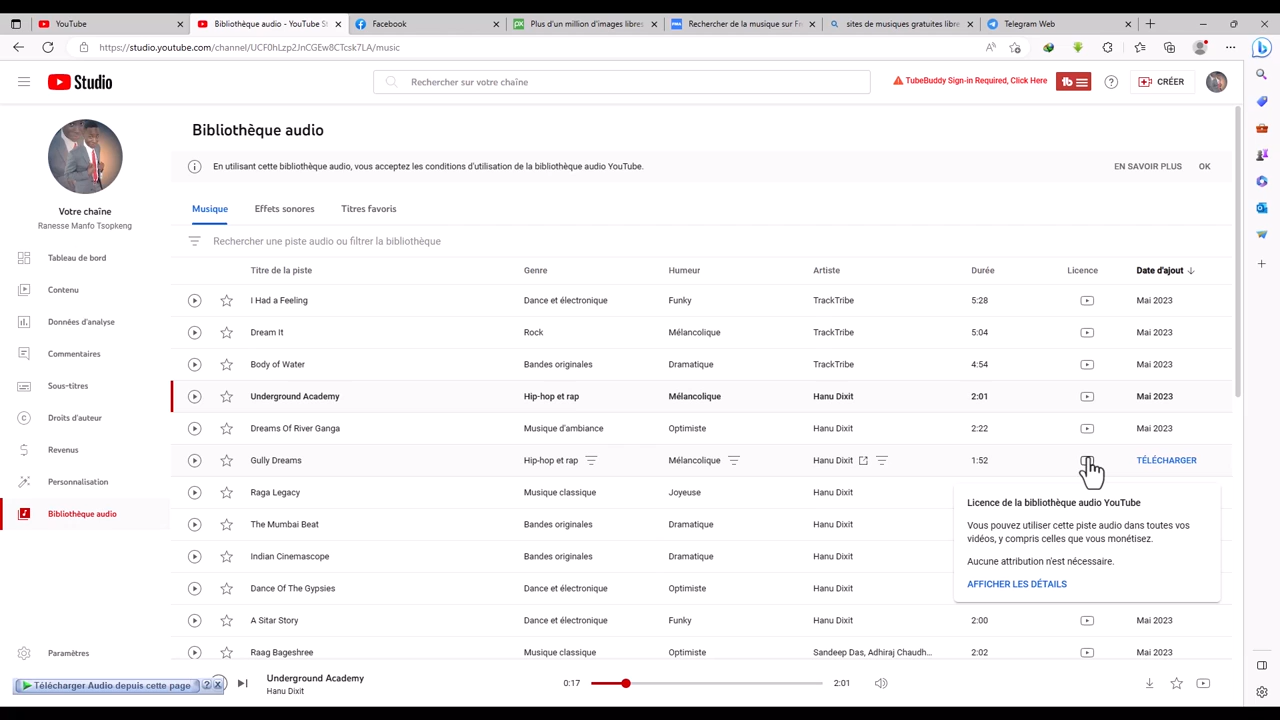 YouTube
Bibliothèque audio - YouTube St
Facebook
Plus d'un million d'images libres
Rechercher de la musique sur Fr
sites de musiques gratuites libre
Telegram Web
https://studio.youtube.com/channel/UCF0hLzp2JnCGEw8CTcsk7LA/music
Studio
Rechercher sur votre chaîne
TubeBuddy Sign-in Required, Click Here
tb
CRÉER
Votre chaîne
Ranesse Manfo Tsopkeng
Tableau de bord
Contenu
Données d'analyse
Commentaires
Sous-titres
Droits d'auteur
Revenus
Personnalisation
Bibliothèque audio
Paramètres
Bibliothèque audio
En utilisant cette bibliothèque audio, vous acceptez les conditions d'utilisation de la bibliothèque audio YouTube.
EN SAVOIR PLUS
OK
Musique
Effets sonores
Titres favoris
Rechercher une piste audio ou filtrer la bibliothèque
Titre de la piste Genre Humeur Artiste Durée Licence Date d'ajout
I Had a Feeling Dance et électronique Funky TrackTribe 5:28 Mai 2023
Dream It Rock Mélancolique TrackTribe 5:04 Mai 2023
Body of Water Bandes originales Dramatique TrackTribe 4:54 Mai 2023
Underground Academy Hip-hop et rap Mélancolique Hanu Dixit 2:01 Mai 2023
Dreams Of River Ganga Musique d'ambiance Optimiste Hanu Dixit 2:22 Mai 2023
Gully Dreams Hip-hop et rap Mélancolique Hanu Dixit 1:52 TÉLÉCHARGER
Raga Legacy Musique classique Joyeuse Hanu Dixit
The Mumbai Beat Bandes originales Dramatique Hanu Dixit
Indian Cinemascope Bandes originales Dramatique Hanu Dixit
Dance Of The Gypsies Dance et électronique Optimiste Hanu Dixit
A Sitar Story Dance et électronique Funky Hanu Dixit 2:00 Mai 2023
Raag Bageshree Musique classique Optimiste Sandeep Das, Adhiraj Chaudh... 2:02 Mai 2023
Licence de la bibliothèque audio YouTube
Vous pouvez utiliser cette piste audio dans toutes vos
vidéos, y compris celles que vous monétisez.
Aucune attribution n'est nécessaire.
AFFICHER LES DÉTAILS
Télécharger Audio depuis cette page ? X
Underground Academy
Hanu Dixit
0:17
2:01